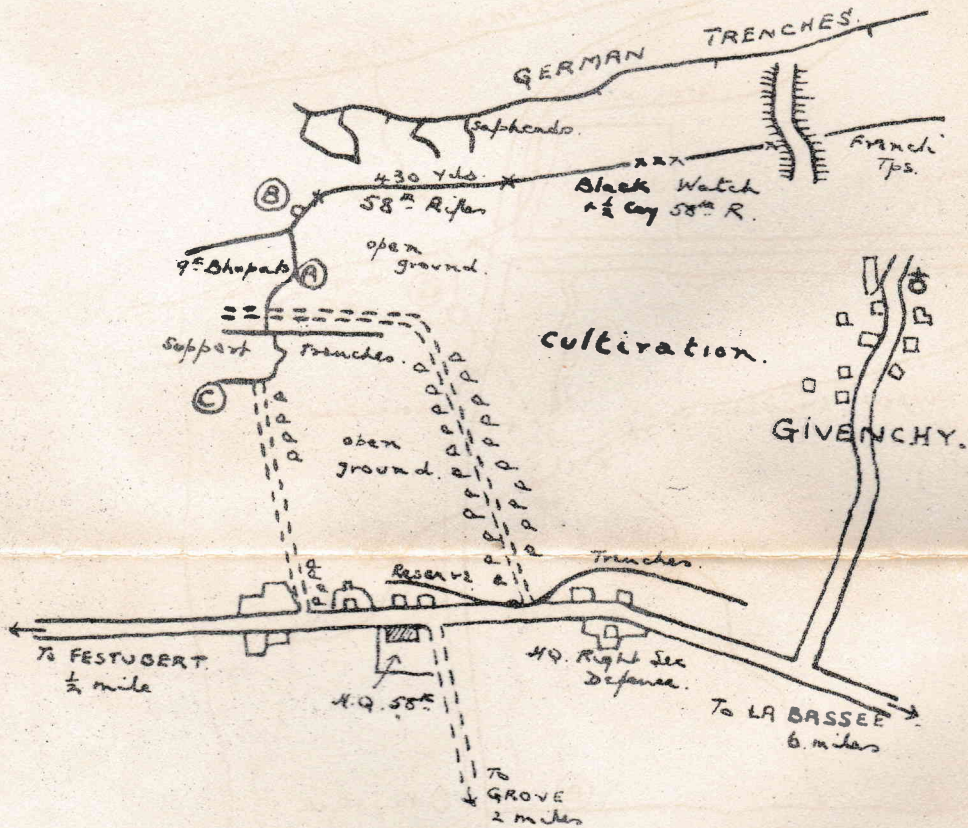 GERMAN TRENCHES.
Sapheads.
French
Tps.
430 Yds.
58th Rifles
Black Watch
+ ½ Coy 58th R.
B
open
ground.
9th Bhopals
A
Support Trenches.
cultiration.
C
GIVENCHY.
open
ground.
Reserve Trenches.
To FESTUBERT.
½ mile
H.Q. 58th
HQ. Right Sec
Defence.
To LA BASSEE
6 miles
To
GROVE
2 miles